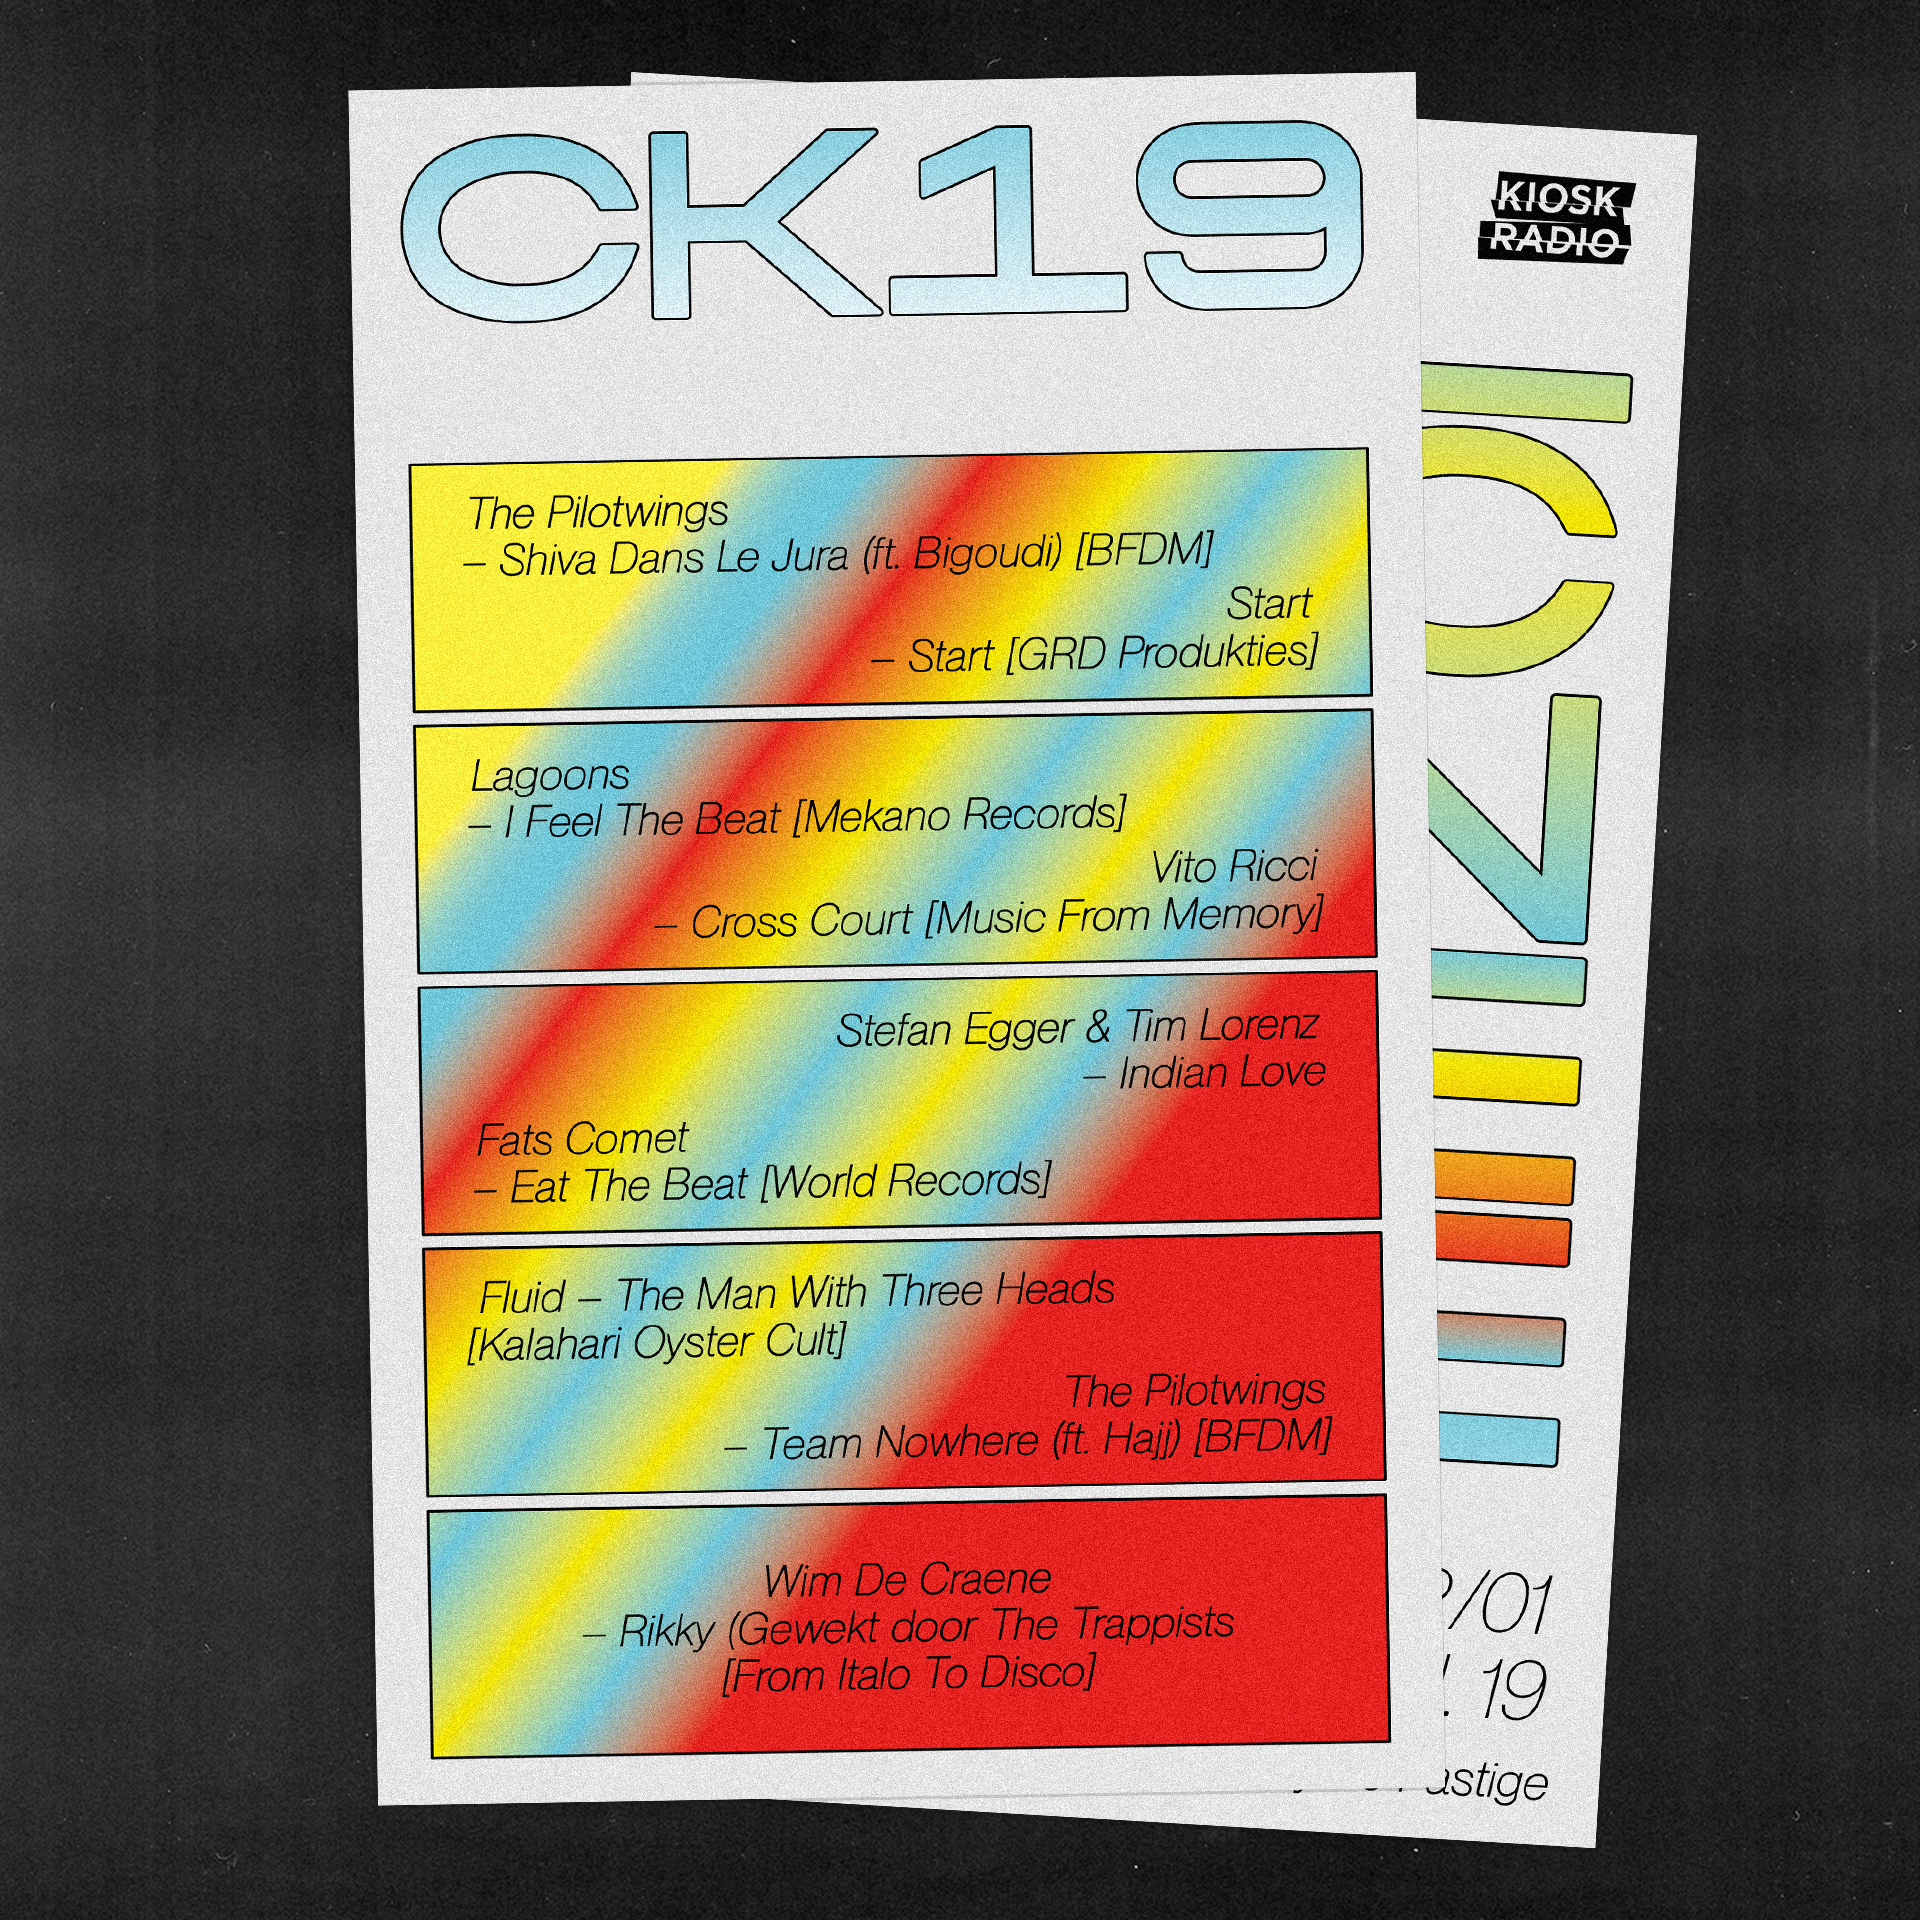 CK19
KIOSK
RADIO
The Pilotwings
– Shiva Dans Le Jura (ft. Bigoudi) [BFDM]
Start
– Start [GRD Produkties]
Lagoons
– I Feel The Beat [Mekano Records]
Vito Ricci
– Cross Court [Music From Memory]
Stefan Egger & Tim Lorenz
– Indian Love
Fats Comet
– Eat The Beat [World Records]
Fluid – The Man With Three Heads
[Kalahari Oyster Cult]
The Pilotwings
– Team Nowhere (ft. Hajj) [BFDM]
Wim De Craene
– Rikky (Gewekt door The Trappists
[From Italo To Disco]
/01
19